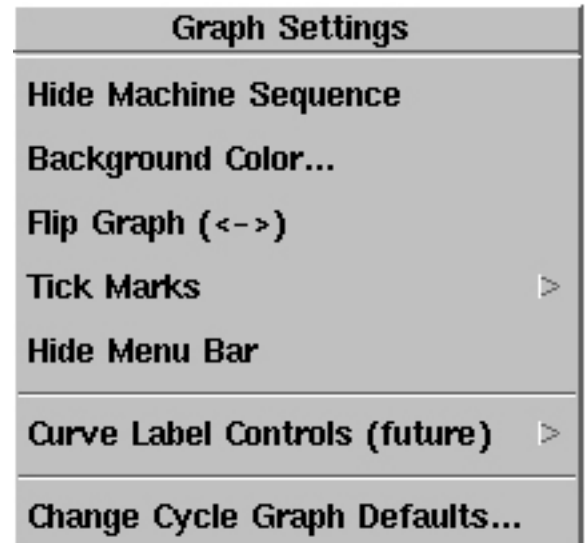 Graph Settings
Hide Machine Sequence
Background Color...
Flip Graph (<->)
Tick Marks
Hide Menu Bar
Curve Label Controls (future)
Change Cycle Graph Defaults...